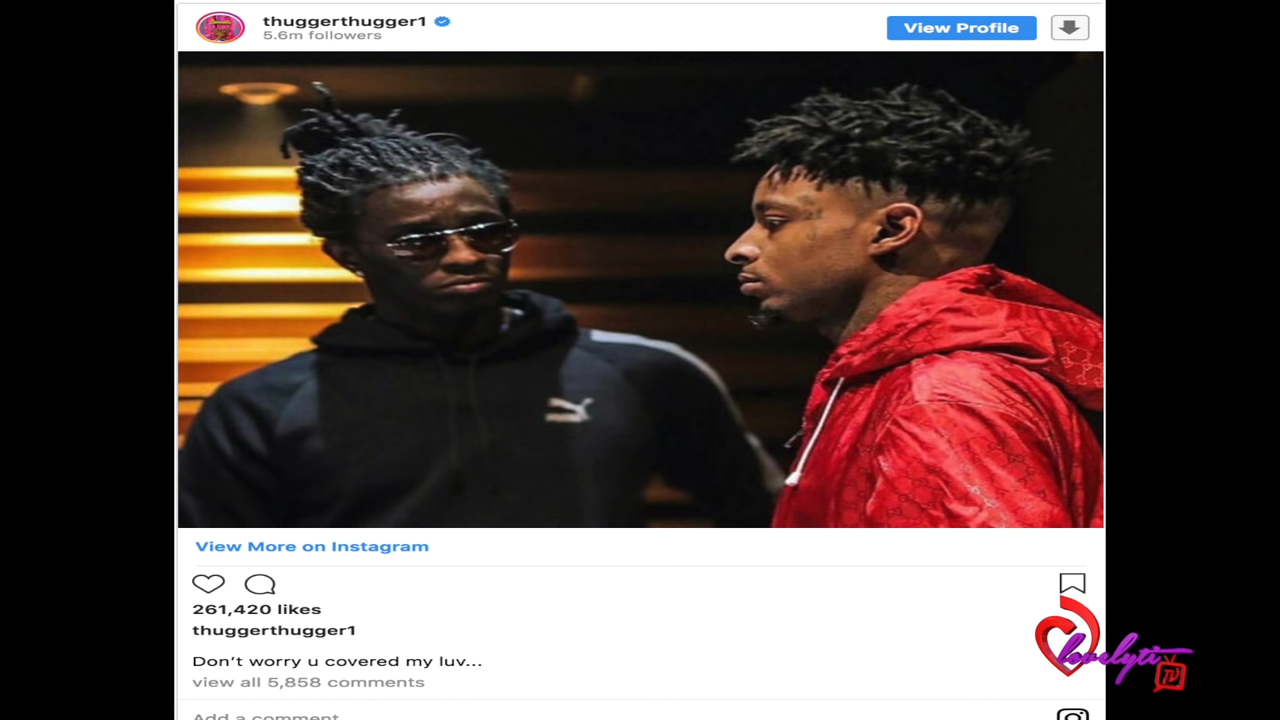 thuggerthugger1
5.6m followers
View Profile
View More on Instagram
261,420 likes
thuggerthugger1
Don’t worry u covered my luv...
view all 5,858 comments
Add a comment
lovelyti
TV